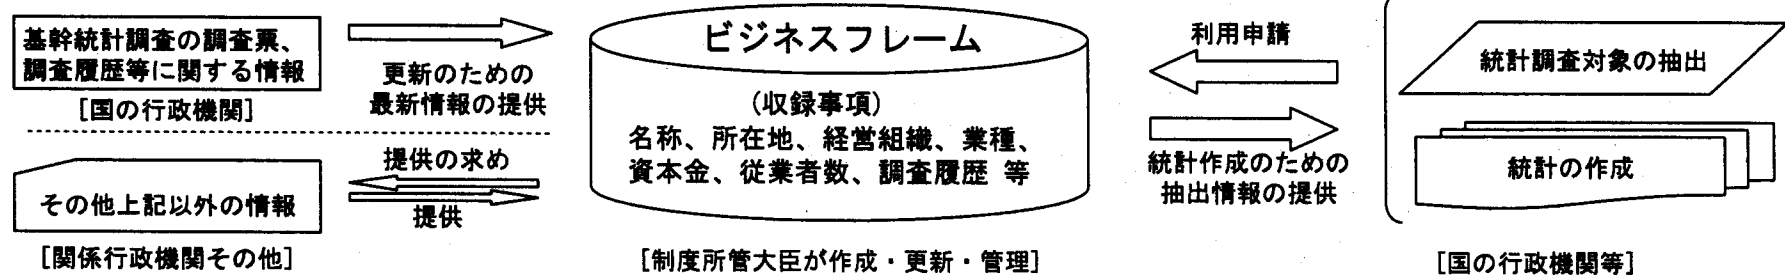 基幹統計調査の調査票、
調査履歴等に関する情報
[国の行政機関]
更新のための
最新情報の提供
その他上記以外の情報
[関係行政機関その他]
提供の求め
提供
ビジネスフレーム
(収録事項)
名称、所在地、経営組織、業種、
資本金、従業者数、調査履歴 等
[制度所管大臣が作成・更新・管理]
利用申請
統計作成のための
抽出情報の提供
統計調査対象の抽出
統計の作成
[国の行政機関等]